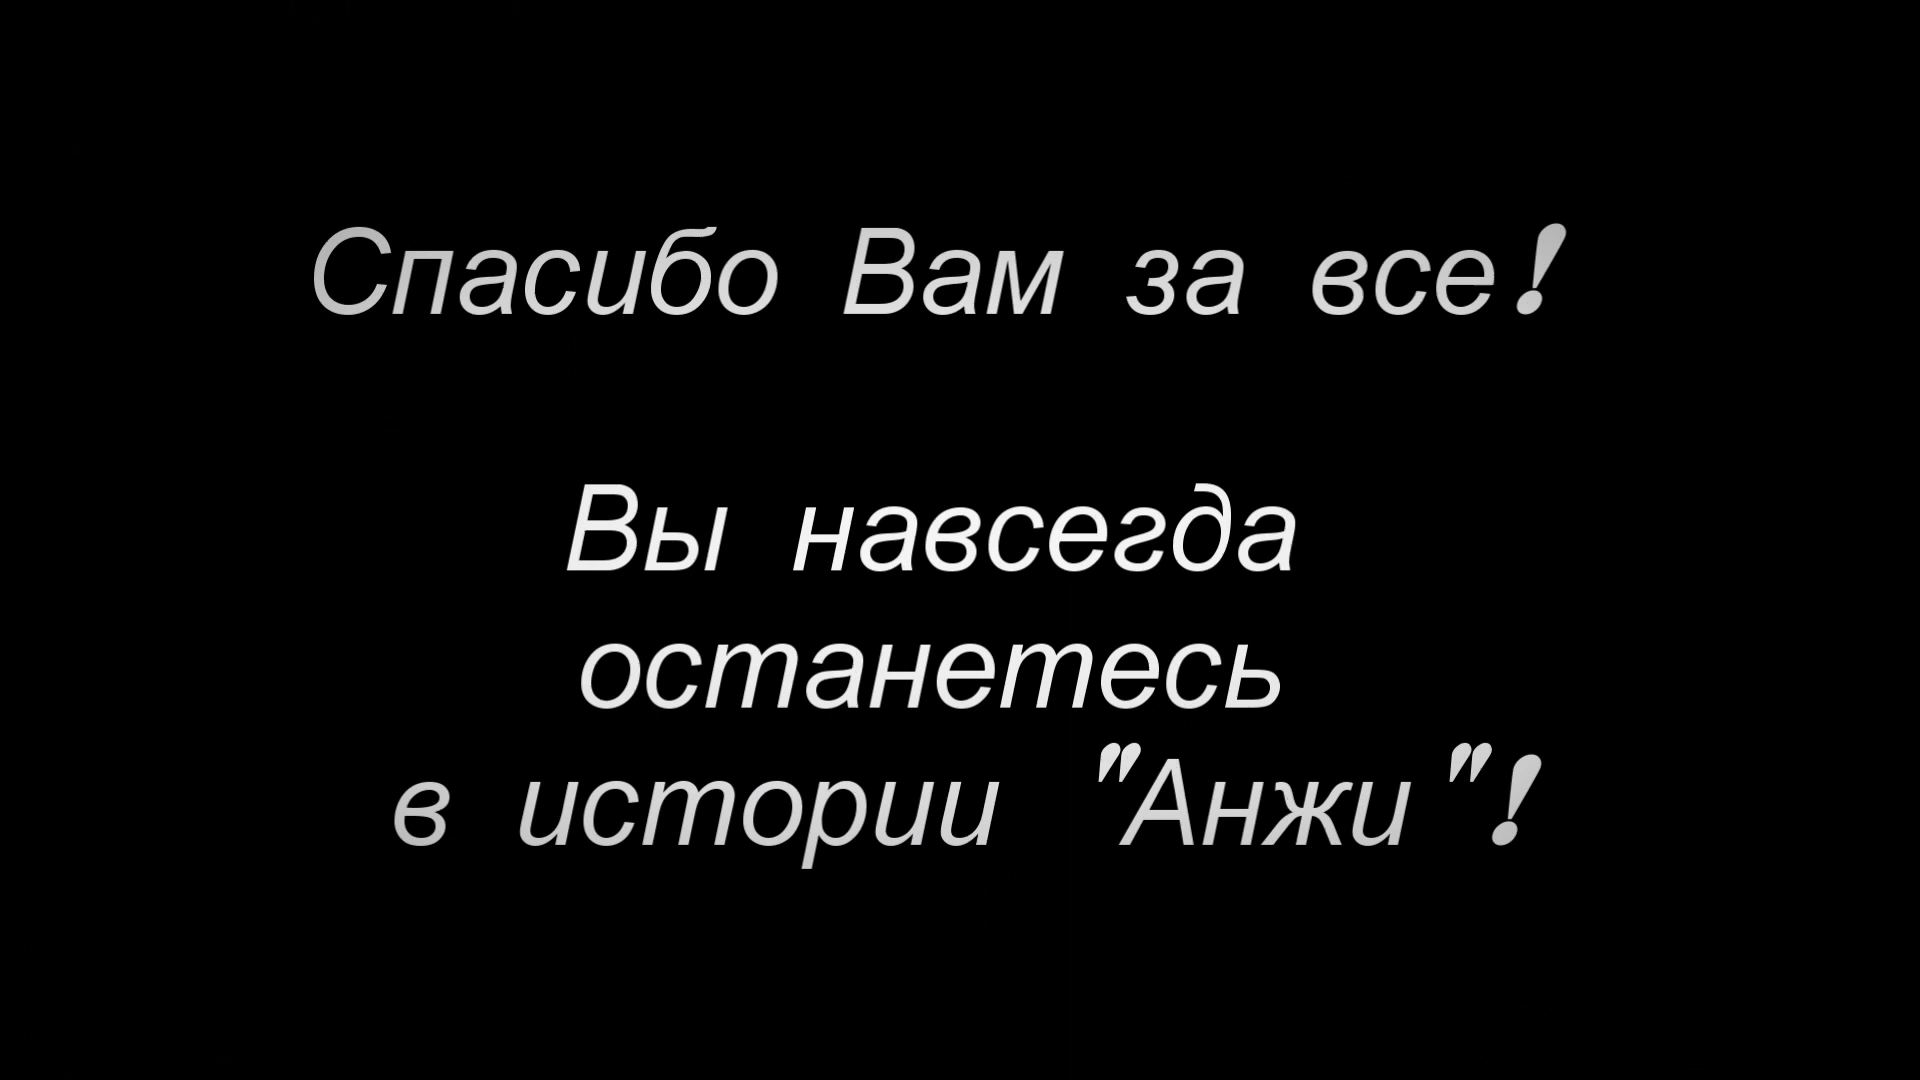 Спасибо Вам за все!
Вы навсегда
останетесь
в истории "Анжи"!